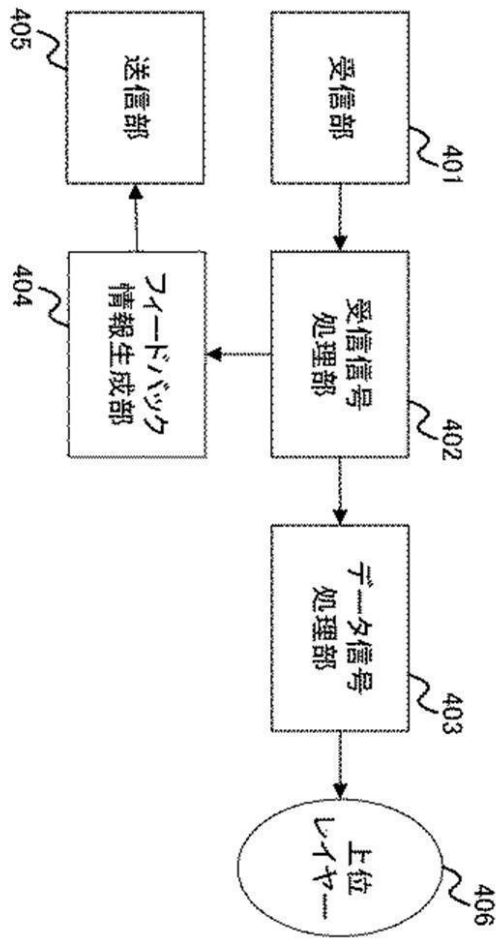 受信部
401
受信信号
処理部
402
データ信号
処理部
403
上位
レイヤー
406
フィードバック
情報生成部
404
送信部
405